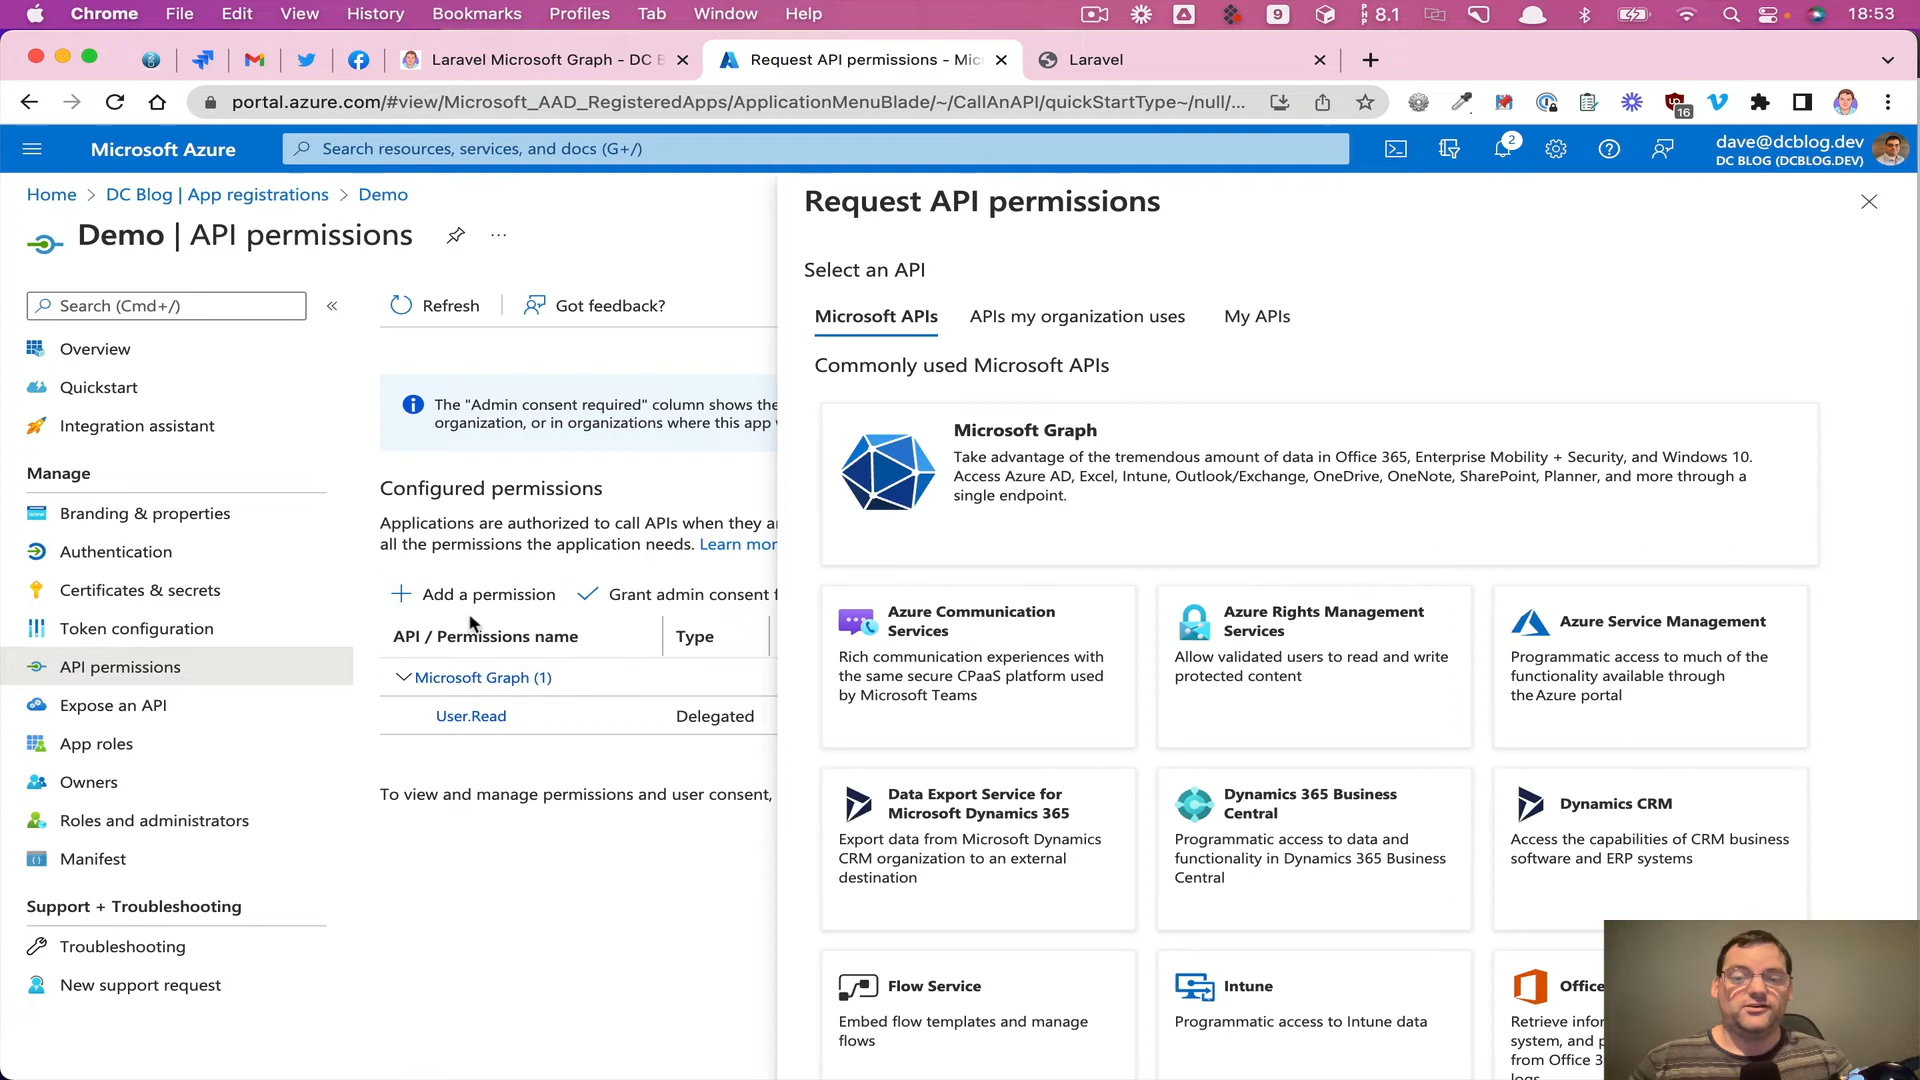 Chrome File Edit View History Bookmarks Profiles Tab Window Help
9 PHP 8.1 18:53
Laravel Microsoft Graph - DC B
Request API permissions - Mic
Laravel
portal.azure.com/#view/Microsoft_AAD_RegisteredApps/ApplicationMenuBlade/~/CallAnAPI/quickStartType~/null/...
16
Microsoft Azure
Search resources, services, and docs (G+/)
2
dave@dcblog.dev
DC BLOG (DCBLOG.DEV)
Home > DC Blog | App registrations > Demo
Demo | API permissions
...
Search (Cmd+/)
«
Overview
Quickstart
Integration assistant
Manage
Branding & properties
Authentication
Certificates & secrets
Token configuration
API permissions
Expose an API
App roles
Owners
Roles and administrators
Manifest
Support + Troubleshooting
Troubleshooting
New support request
Refresh
Got feedback?
The "Admin consent required" column shows the
organization, or in organizations where this app
Configured permissions
Applications are authorized to call APIs when they
all the permissions the application needs. Learn mor
Add a permission
Grant admin consent f
API / Permissions name
Type
Microsoft Graph (1)
User.Read
Delegated
To view and manage permissions and user consent,
Request API permissions
Select an API
Microsoft APIs
APIs my organization uses
My APIs
Commonly used Microsoft APIs
Microsoft Graph
Take advantage of the tremendous amount of data in Office 365, Enterprise Mobility + Security, and Windows 10.
Access Azure AD, Excel, Intune, Outlook/Exchange, OneDrive, OneNote, SharePoint, Planner, and more through a
single endpoint.
Azure Communication
Services
Rich communication experiences with
the same secure CPaaS platform used
by Microsoft Teams
Azure Rights Management
Services
Allow validated users to read and write
protected content
Azure Service Management
Programmatic access to much of the
functionality available through
the Azure portal
Data Export Service for
Microsoft Dynamics 365
Export data from Microsoft Dynamics
CRM organization to an external
destination
Dynamics 365 Business
Central
Programmatic access to data and
functionality in Dynamics 365 Business
Central
Dynamics CRM
Access the capabilities of CRM business
software and ERP systems
Flow Service
Embed flow templates and manage
flows
Intune
Programmatic access to Intune data
Office
Retrieve infor
system, and p
from Office 3
logs